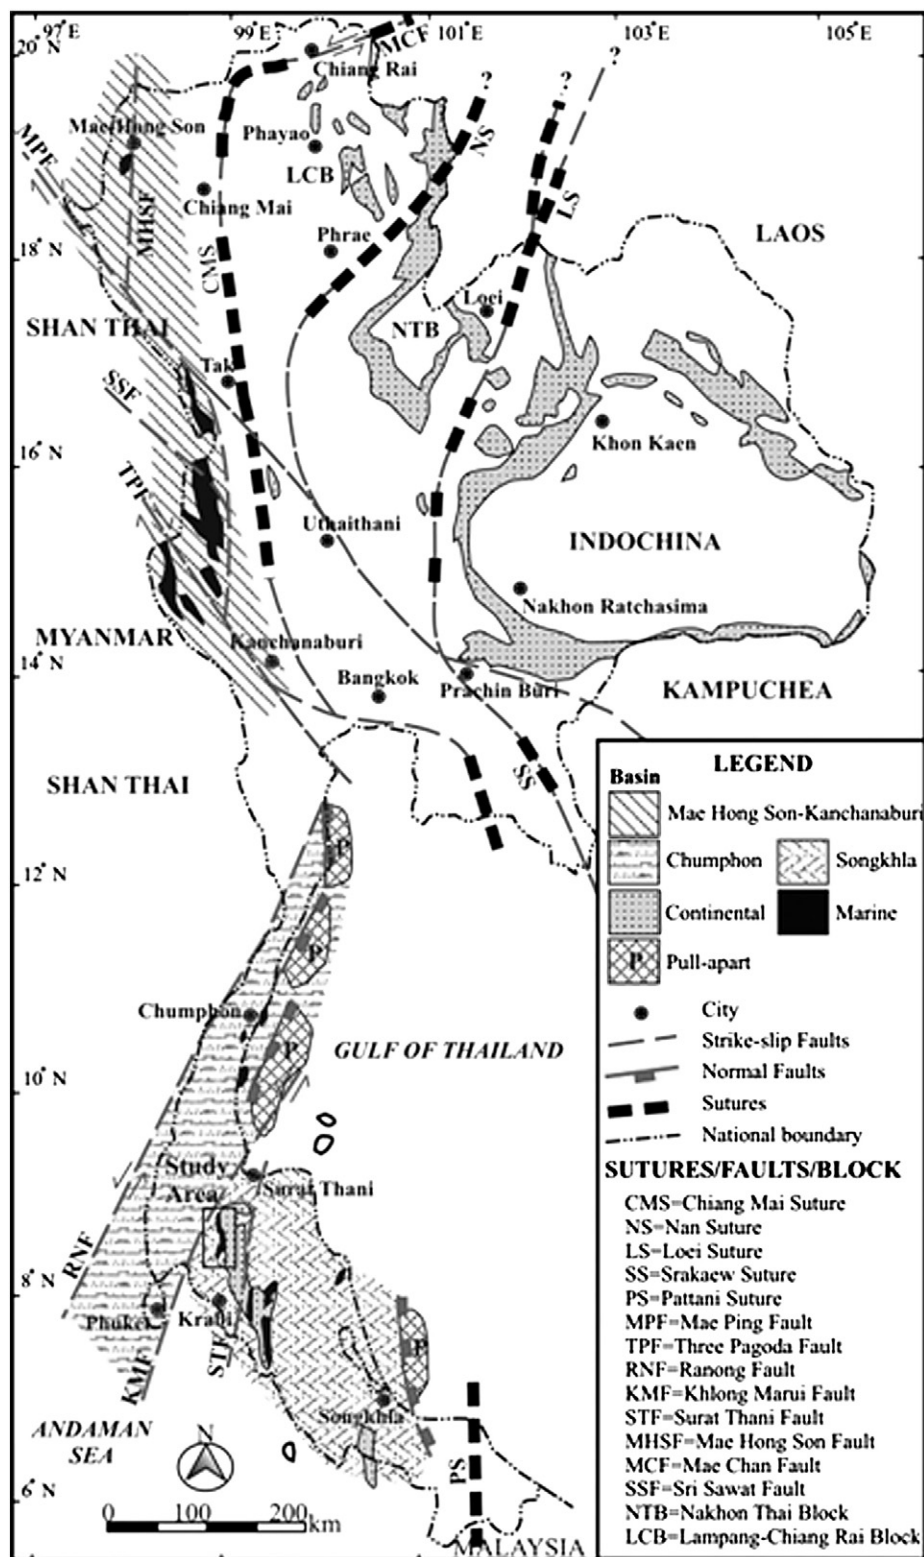 97°E 99°E 101°E 103°E 105°E
20°N
MCF
Chiang Rai
?
?
?
Mae Hong Son
Phayao
NS
MPF
LCB
LS
Chiang Mai
MHSF
CMS
Phrae
LAOS
18°N
Loei
SHAN THAI
NTB
Tak
SSF
Khon Kaen
16°N
TPF
Uthaithani
INDOCHINA
Nakhon Ratchasima
MYANMAR
Kanchanaburi
14°N
Bangkok
Prachin Buri
KAMPUCHEA
SS
SHAN THAI
P
12°N
P
Chumphon
P
GULF OF THAILAND
10°N
Study
Area
Surat Thani
RNF
8°N
Phuket
Krabi
P
KMF
STF
Songkhla
ANDAMAN
SEA
N
PS
6°N
0 100 200
km
MALAYSIA
LEGEND
Basin
Mae Hong Son-Kanchanaburi
Chumphon
Songkhla
Continental
Marine
P
Pull-apart
City
Strike-slip Faults
Normal Faults
Sutures
National boundary
SUTURES/FAULTS/BLOCK
CMS=Chiang Mai Suture
NS=Nan Suture
LS=Loei Suture
SS=Srakaew Suture
PS=Pattani Suture
MPF=Mae Ping Fault
TPF=Three Pagoda Fault
RNF=Ranong Fault
KMF=Khlong Marui Fault
STF=Surat Thani Fault
MHSF=Mae Hong Son Fault
MCF=Mae Chan Fault
SSF=Sri Sawat Fault
NTB=Nakhon Thai Block
LCB=Lampang-Chiang Rai Block